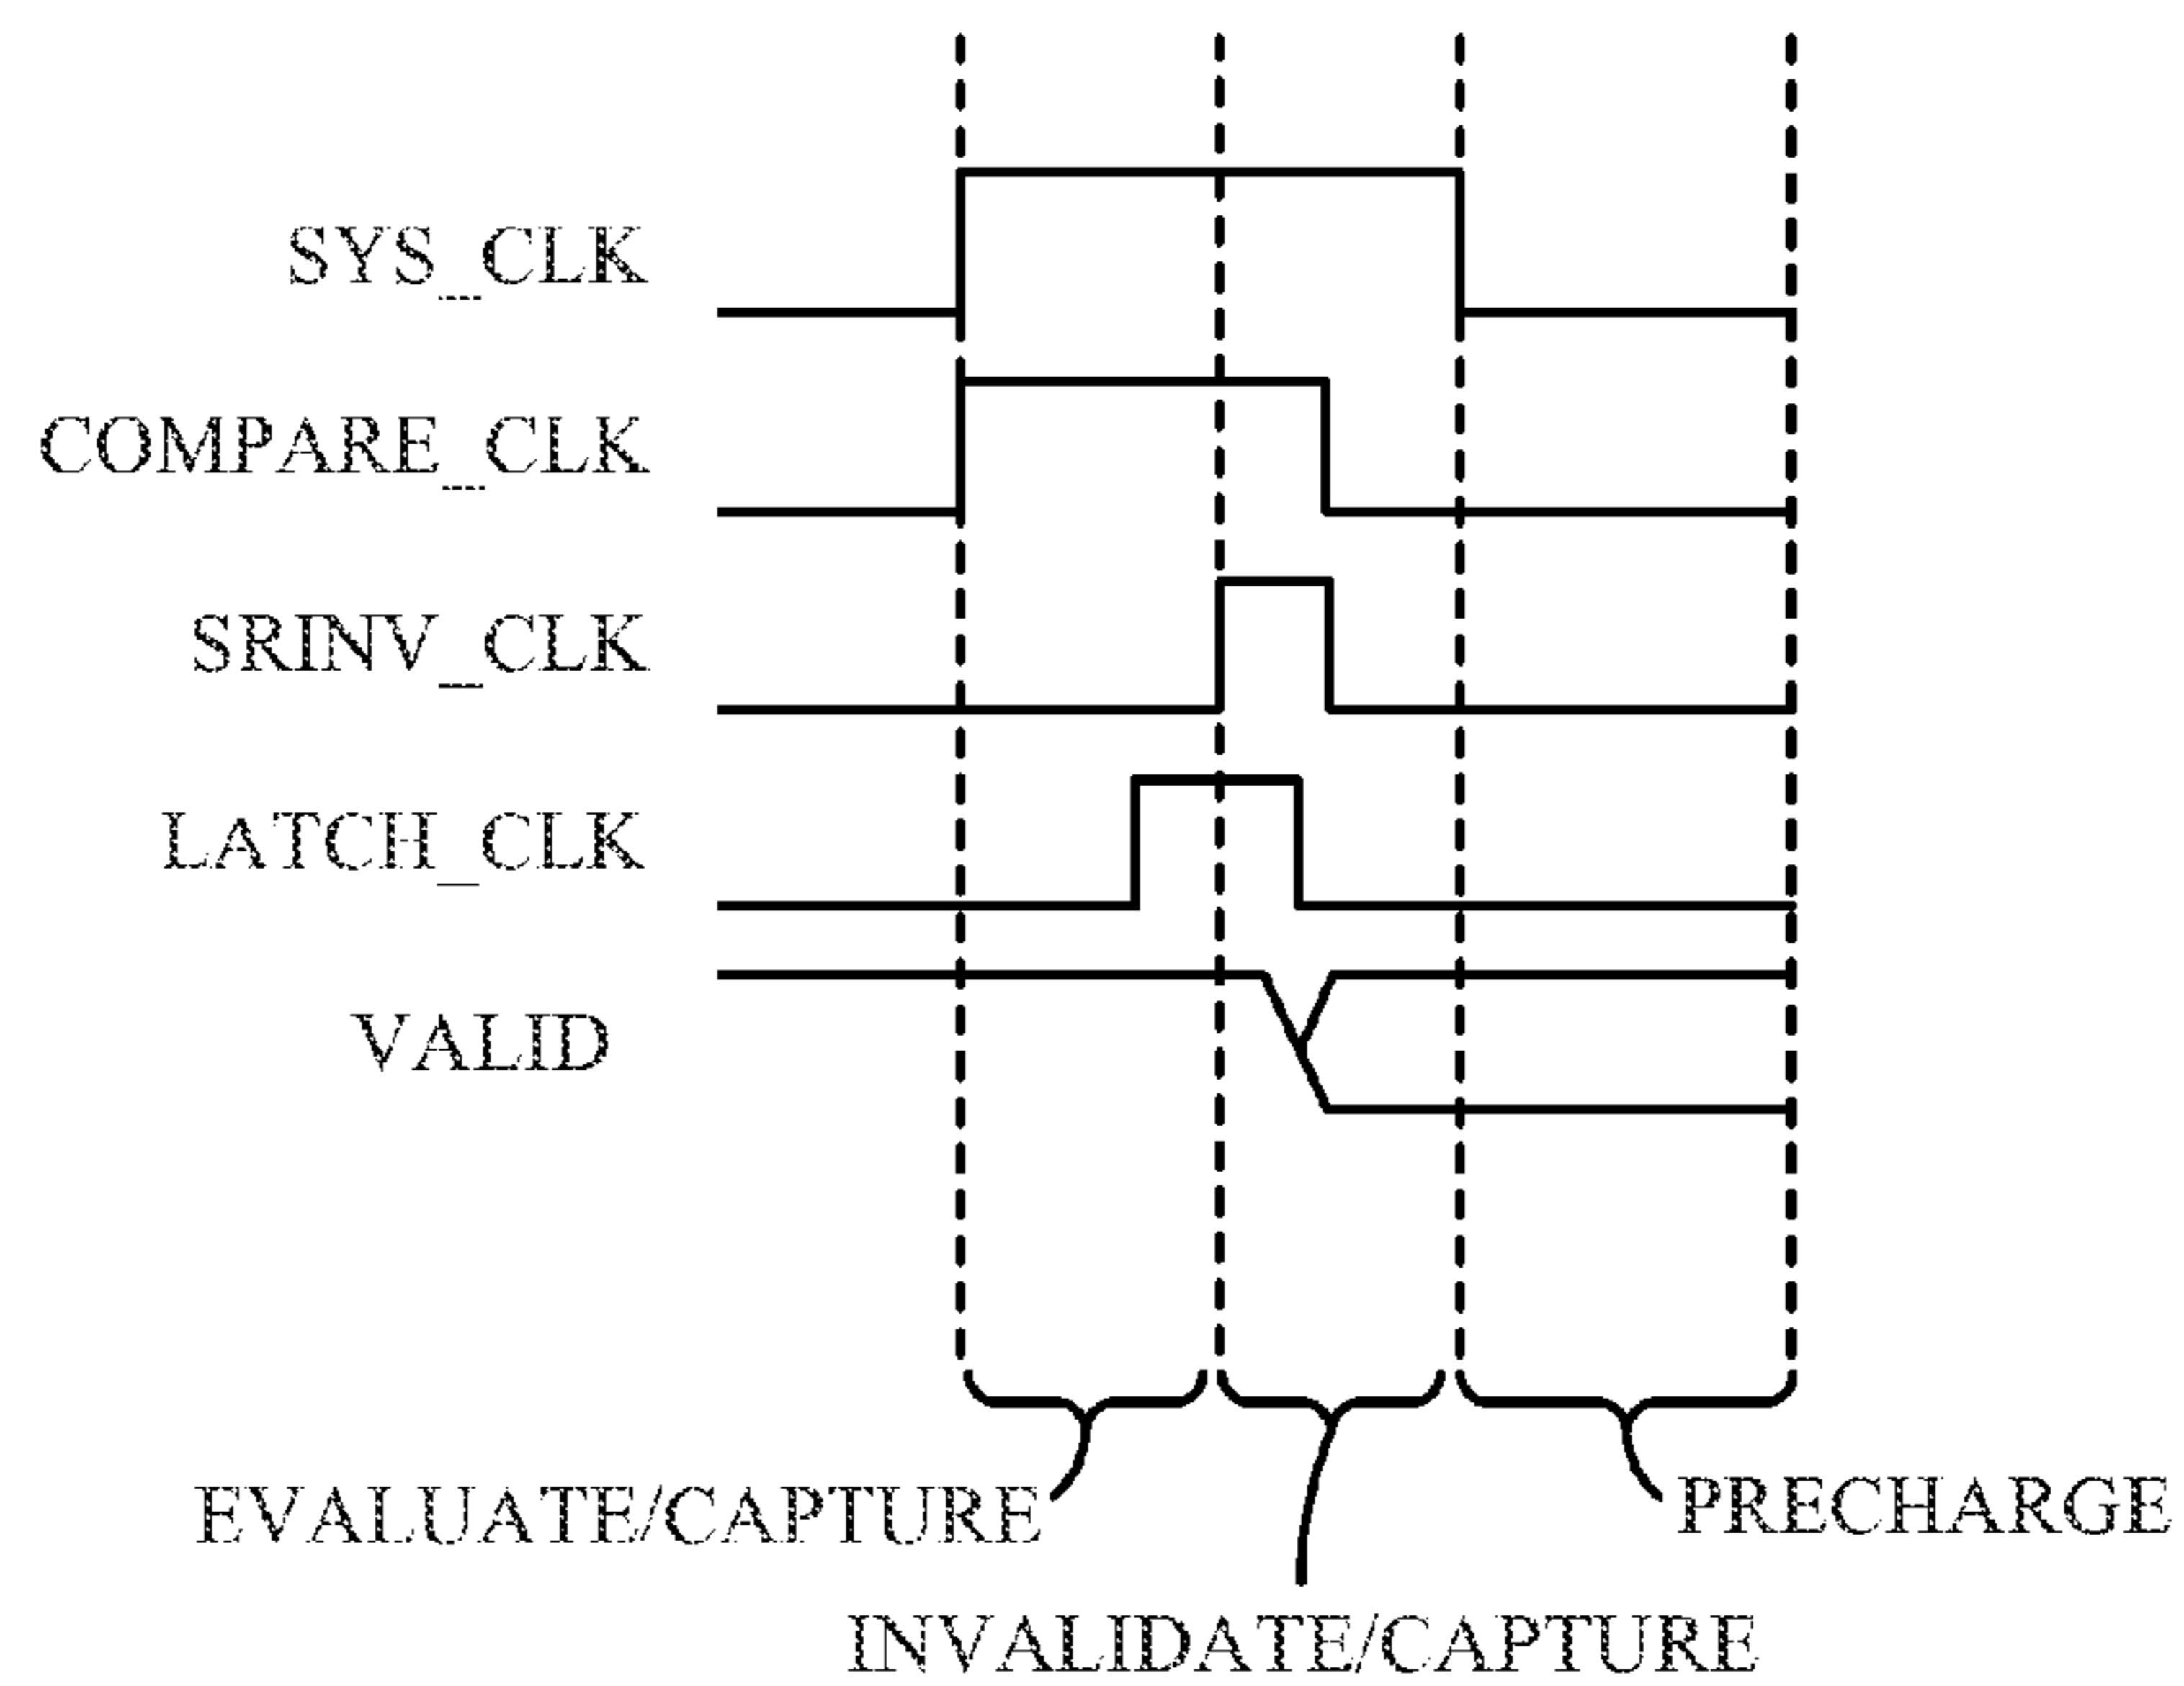 SYS_CLK
COMPARE_CLK
SRINV_CLK
LATCH_CLK
VALID
EVALUATE/CAPTURE
PRECHARGE
INVALIDATE/CAPTURE